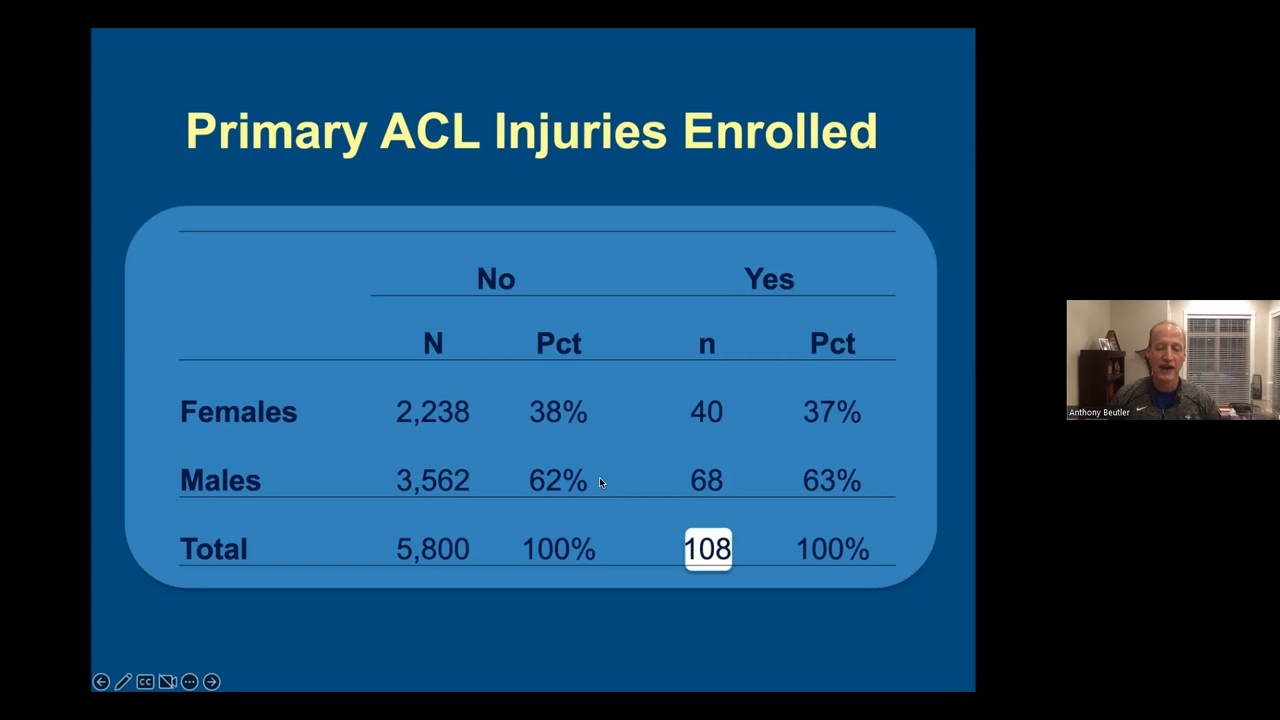 Primary ACL Injuries Enrolled
No Yes
N Pct n Pct
Females 2,238 38% 40 37%
Males 3,562 62% 68 63%
Total 5,800 100% 108 100%
CC
Anthony Beutler